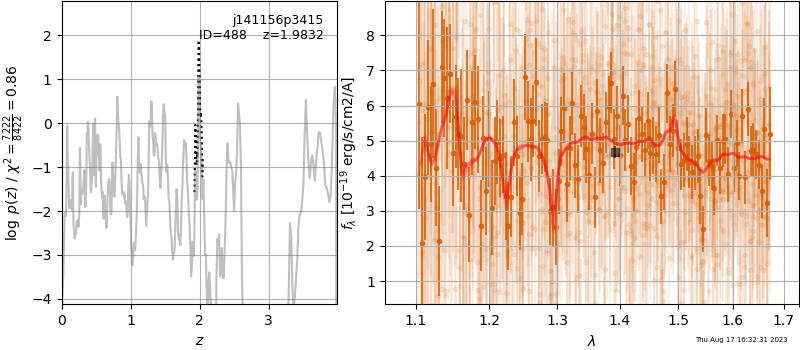 j141156p3415
ID=488 z=1.9832
log p(z) / χ² = 7222/8422 = 0.86
2
1
0
−1
−2
−3
−4
0 1 2 3
z
fλ [10⁻¹⁹ erg/s/cm2/A]
8
7
6
5
4
3
2
1
1.1 1.2 1.3 1.4 1.5 1.6 1.7
λ
Thu Aug 17 16:32:31 2023